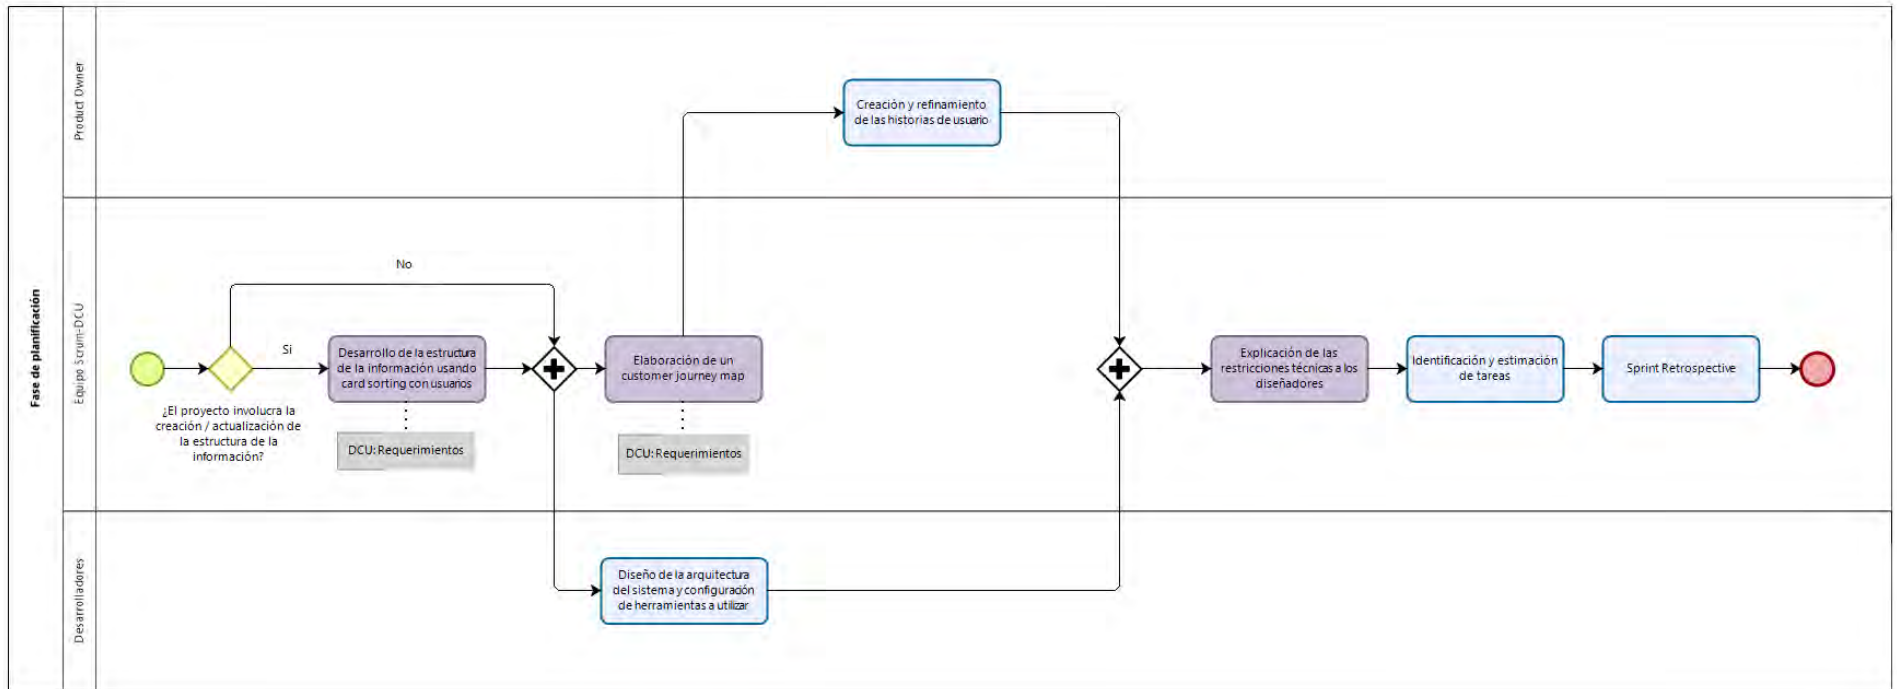 Fase de planificación
Product Owner
Creación y refinamiento
de las historias de usuario
Equipo Scrum-DCU
No
Si
¿El proyecto involucra la
creación / actualización de
la estructura de la
información?
Desarrollo de la estructura
de la información usando
card sorting con usuarios
DCU: Requerimientos
Elaboración de un
customer journey map
DCU: Requerimientos
Explicación de las
restricciones técnicas a los
diseñadores
Identificación y estimación
de tareas
Sprint Retrospective
Desarrolladores
Diseño de la arquitectura
del sistema y configuración
de herramientas a utilizar